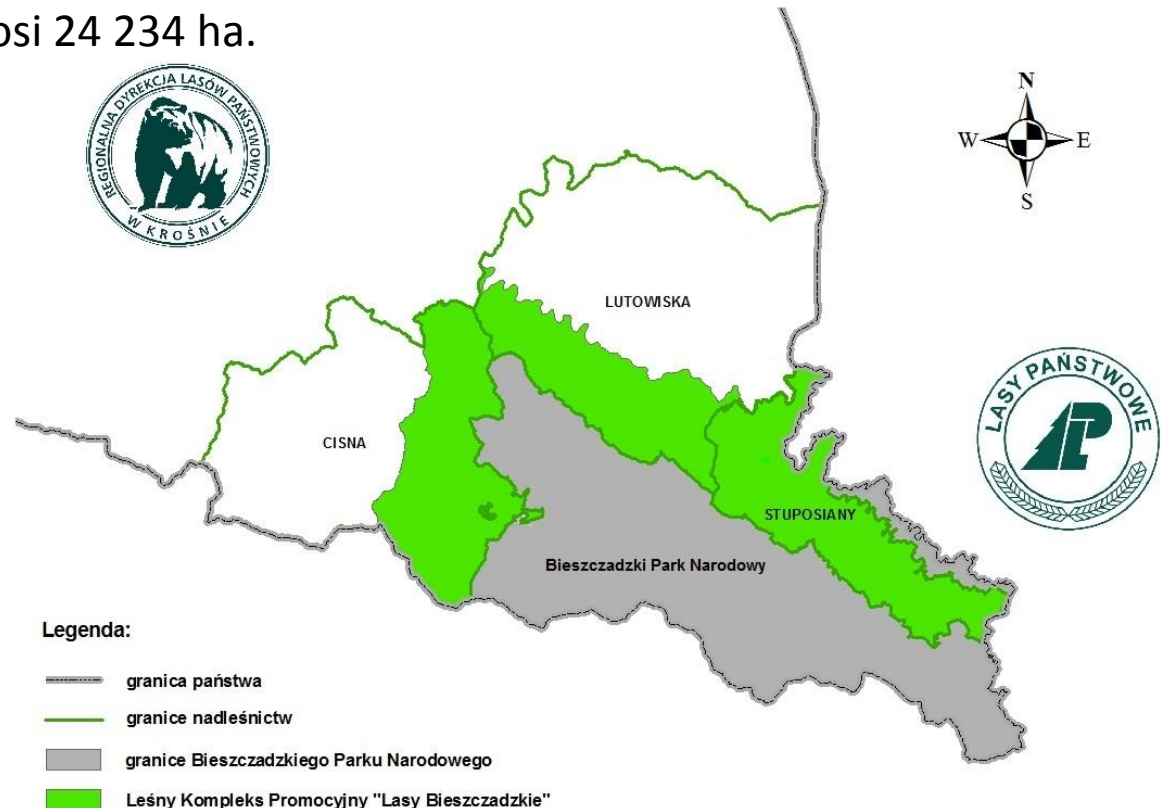 osi 24 234 ha.
REGIONALNA DYREKCJA LASÓW PAŃSTWOWYCH
W KROŚNIE
N
W E
S
LUTOWISKA
LASY PAŃSTWOWE
LP
CISNA
STUPOSIANY
Bieszczadzki Park Narodowy
Legenda:
granica państwa
granice nadleśnictw
granice Bieszczadzkiego Parku Narodowego
Leśny Kompleks Promocyjny "Lasy Bieszczadzkie"